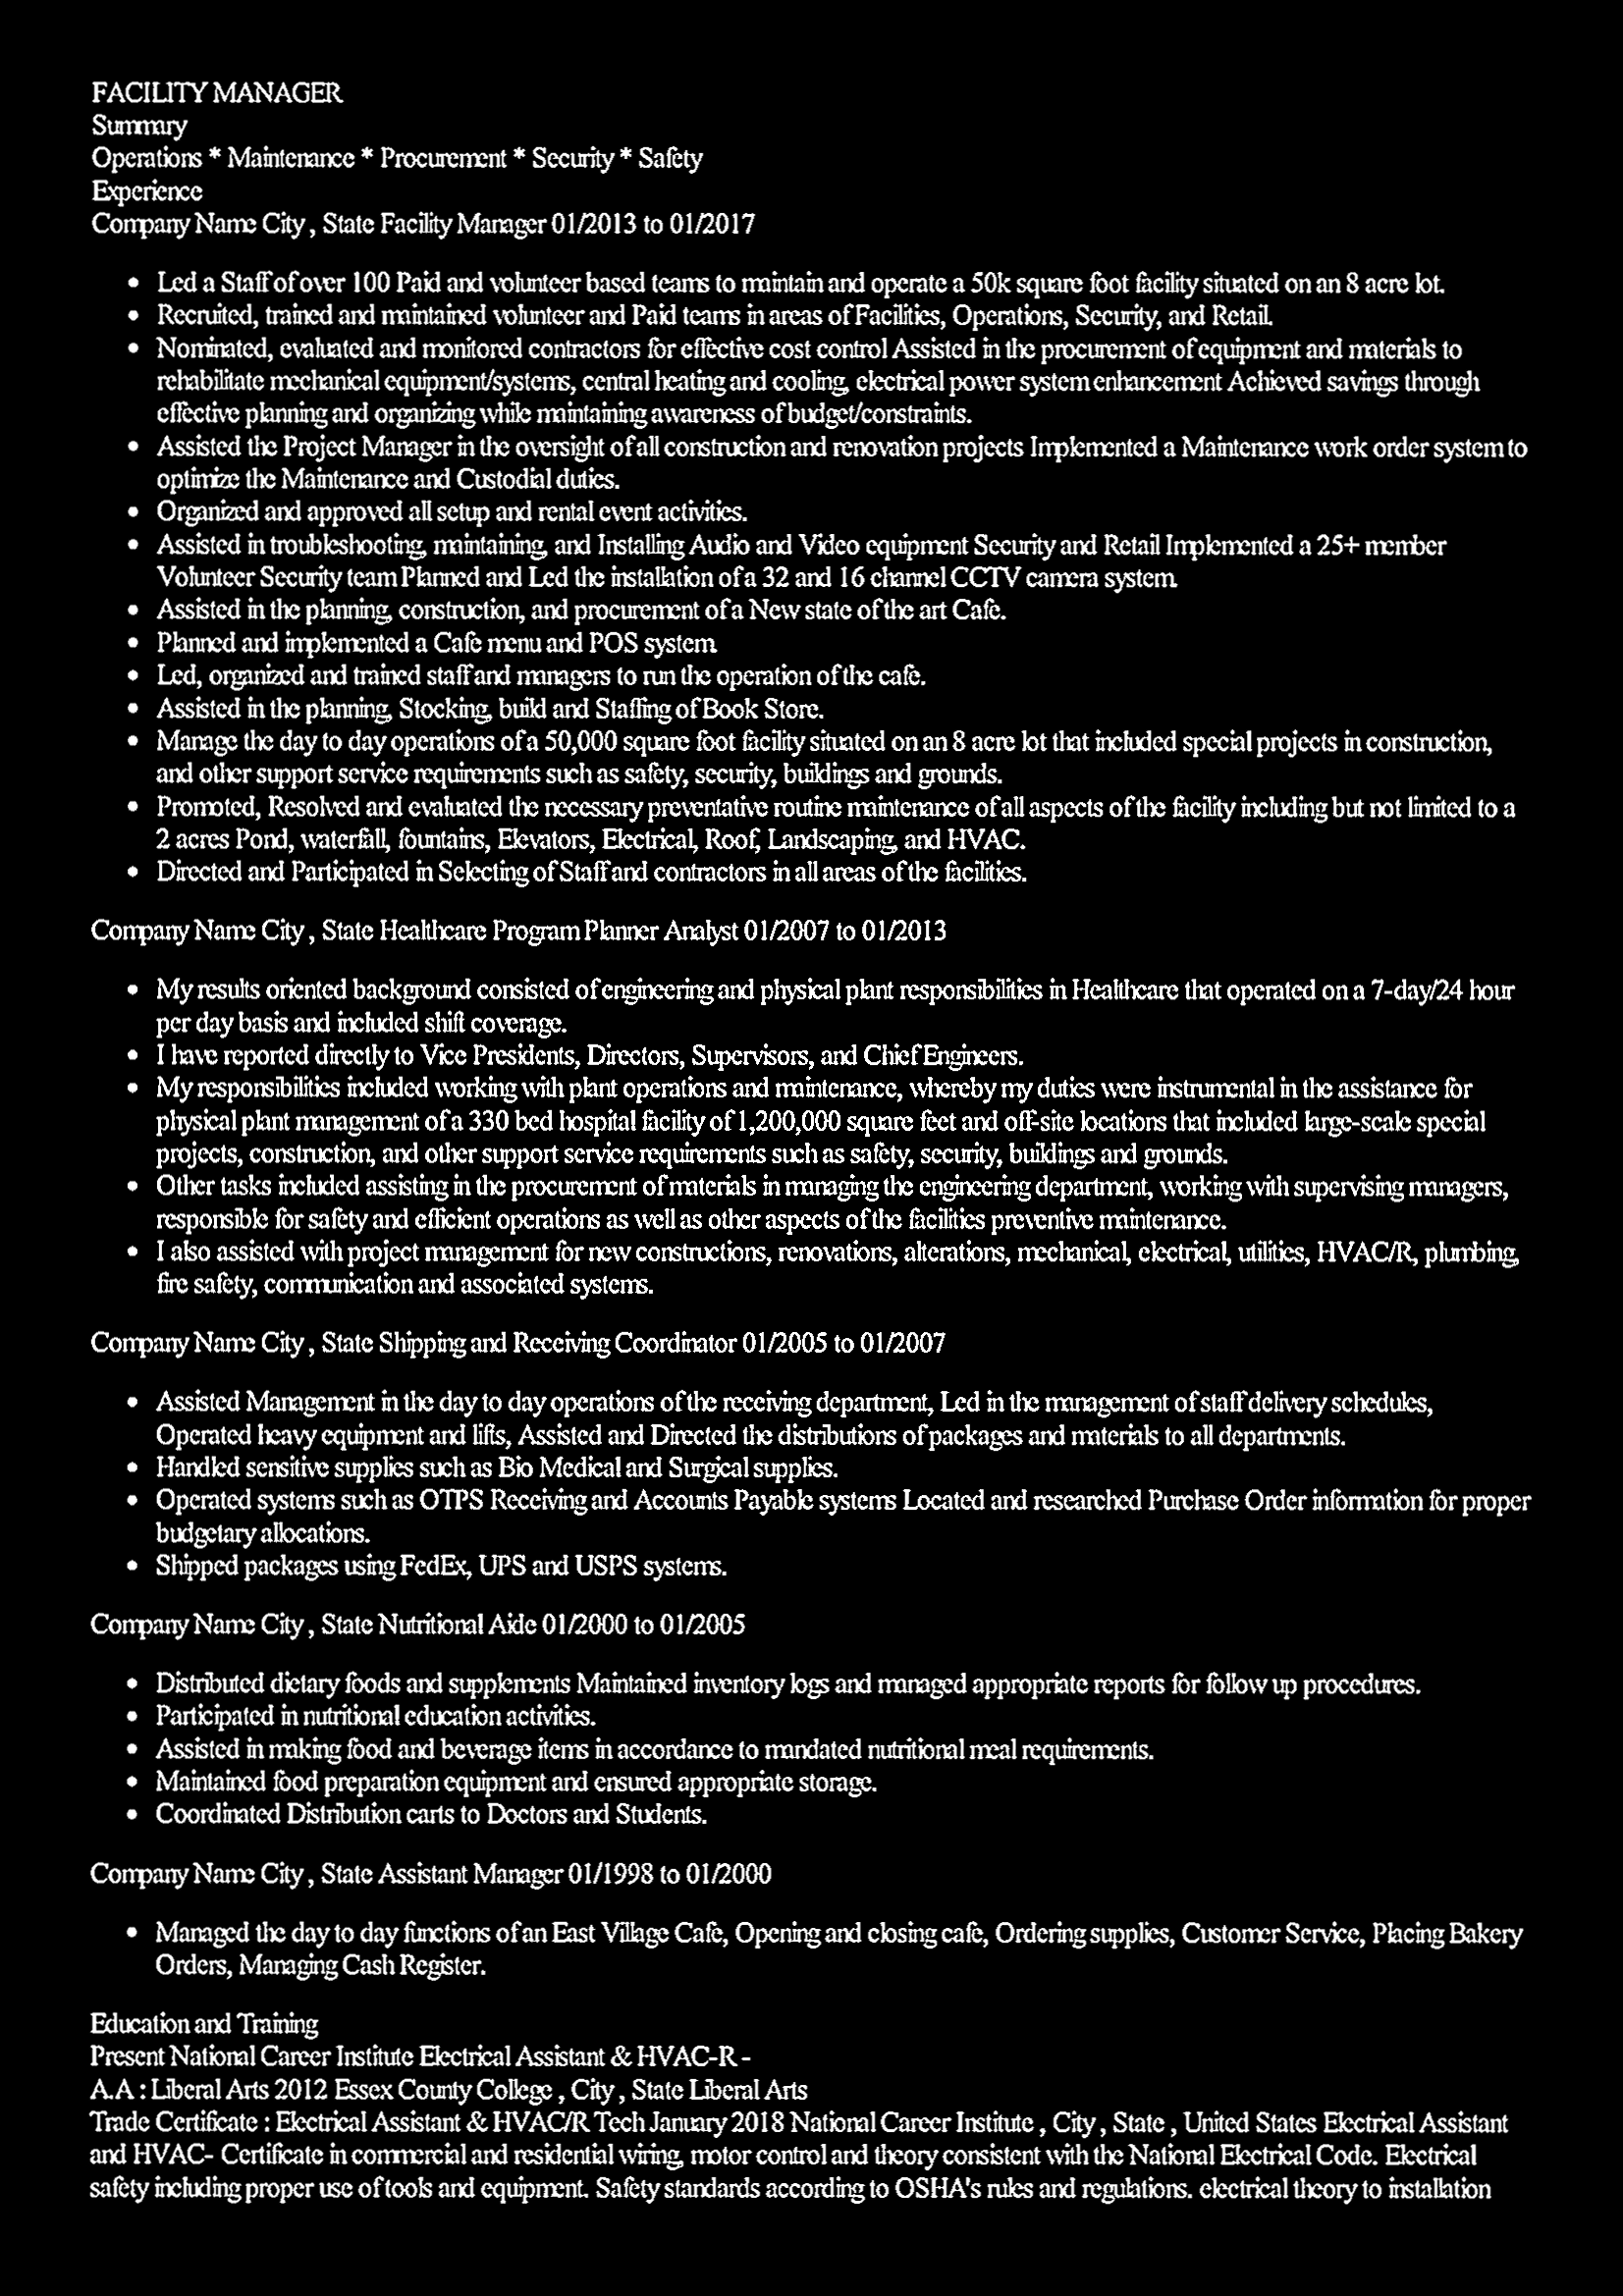 FACILITY MANAGER
Summary
Operations * Maintenance * Procurement * Security * Safety
Experience
Company Name City , State Facility Manager 01/2013 to 01/2017
• Led a Staff of over 100 Paid and volunteer based teams to maintain and operate a 50k square foot facility situated on an 8 acre lot.
• Recruited, trained and maintained volunteer and Paid teams in areas of Facilities, Operations, Security, and Retail.
• Nominated, evaluated and monitored contractors for effective cost control Assisted in the procurement of equipment and materials to
rehabilitate mechanical equipment/systems, central heating and cooling, electrical power system enhancement Achieved savings through
effective planning and organizing while maintaining awareness of budget/constraints.
• Assisted the Project Manager in the oversight of all construction and renovation projects Implemented a Maintenance work order system to
optimize the Maintenance and Custodial duties.
• Organized and approved all setup and rental event activities.
• Assisted in troubleshooting, maintaining, and Installing Audio and Video equipment Security and Retail Implemented a 25+ member
Volunteer Security team Planned and Led the installation of a 32 and 16 channel CCTV camera system.
• Assisted in the planning, construction, and procurement of a New state of the art Cafe.
• Planned and implemented a Cafe menu and POS system.
• Led, organized and trained staff and managers to run the operation of the cafe.
• Assisted in the planning, Stocking, build and Staffing of Book Store.
• Manage the day to day operations of a 50,000 square foot facility situated on an 8 acre lot that included special projects in construction,
and other support service requirements such as safety, security, buildings and grounds.
• Promoted, Resolved and evaluated the necessary preventative routine maintenance of all aspects of the facility including but not limited to a
2 acres Pond, waterfall, fountains, Elevators, Electrical, Roof, Landscaping, and HVAC.
• Directed and Participated in Selecting of Staff and contractors in all areas of the facilities.
Company Name City , State Healthcare Program Planner Analyst 01/2007 to 01/2013
• My results oriented background consisted of engineering and physical plant responsibilities in Healthcare that operated on a 7-day/24 hour
per day basis and included shift coverage.
• I have reported directly to Vice Presidents, Directors, Supervisors, and Chief Engineers.
• My responsibilities included working with plant operations and maintenance, whereby my duties were instrumental in the assistance for
physical plant management of a 330 bed hospital facility of 1,200,000 square feet and off-site locations that included large-scale special
projects, construction, and other support service requirements such as safety, security, buildings and grounds.
• Other tasks included assisting in the procurement of materials in managing the engineering department, working with supervising managers,
responsible for safety and efficient operations as well as other aspects of the facilities preventive maintenance.
• I also assisted with project management for new constructions, renovations, alterations, mechanical, electrical, utilities, HVAC/R, plumbing,
fire safety, communication and associated systems.
Company Name City , State Shipping and Receiving Coordinator 01/2005 to 01/2007
• Assisted Management in the day to day operations of the receiving department, Led in the management of staff delivery schedules,
Operated heavy equipment and lifts, Assisted and Directed the distributions of packages and materials to all departments.
• Handled sensitive supplies such as Bio Medical and Surgical supplies.
• Operated systems such as OTPS Receiving and Accounts Payable systems Located and researched Purchase Order information for proper
budgetary allocations.
• Shipped packages using FedEx, UPS and USPS systems.
Company Name City , State Nutritional Aide 01/2000 to 01/2005
• Distributed dietary foods and supplements Maintained inventory logs and managed appropriate reports for follow up procedures.
• Participated in nutritional education activities.
• Assisted in making food and beverage items in accordance to mandated nutritional meal requirements.
• Maintained food preparation equipment and ensured appropriate storage.
• Coordinated Distribution carts to Doctors and Students.
Company Name City , State Assistant Manager 01/1998 to 01/2000
• Managed the day to day functions of an East Village Cafe, Opening and closing cafe, Ordering supplies, Customer Service, Placing Bakery
Orders, Managing Cash Register.
Education and Training
Present National Career Institute Electrical Assistant & HVAC-R -
A.A : Liberal Arts 2012 Essex County College , City , State Liberal Arts
Trade Certificate : Electrical Assistant & HVAC/R Tech January 2018 National Career Institute , City , State , United States Electrical Assistant
and HVAC- Certificate in commercial and residential wiring, motor control and theory consistent with the National Electrical Code. Electrical
safety including proper use of tools and equipment. Safety standards according to OSHA's rules and regulations. electrical theory to installation